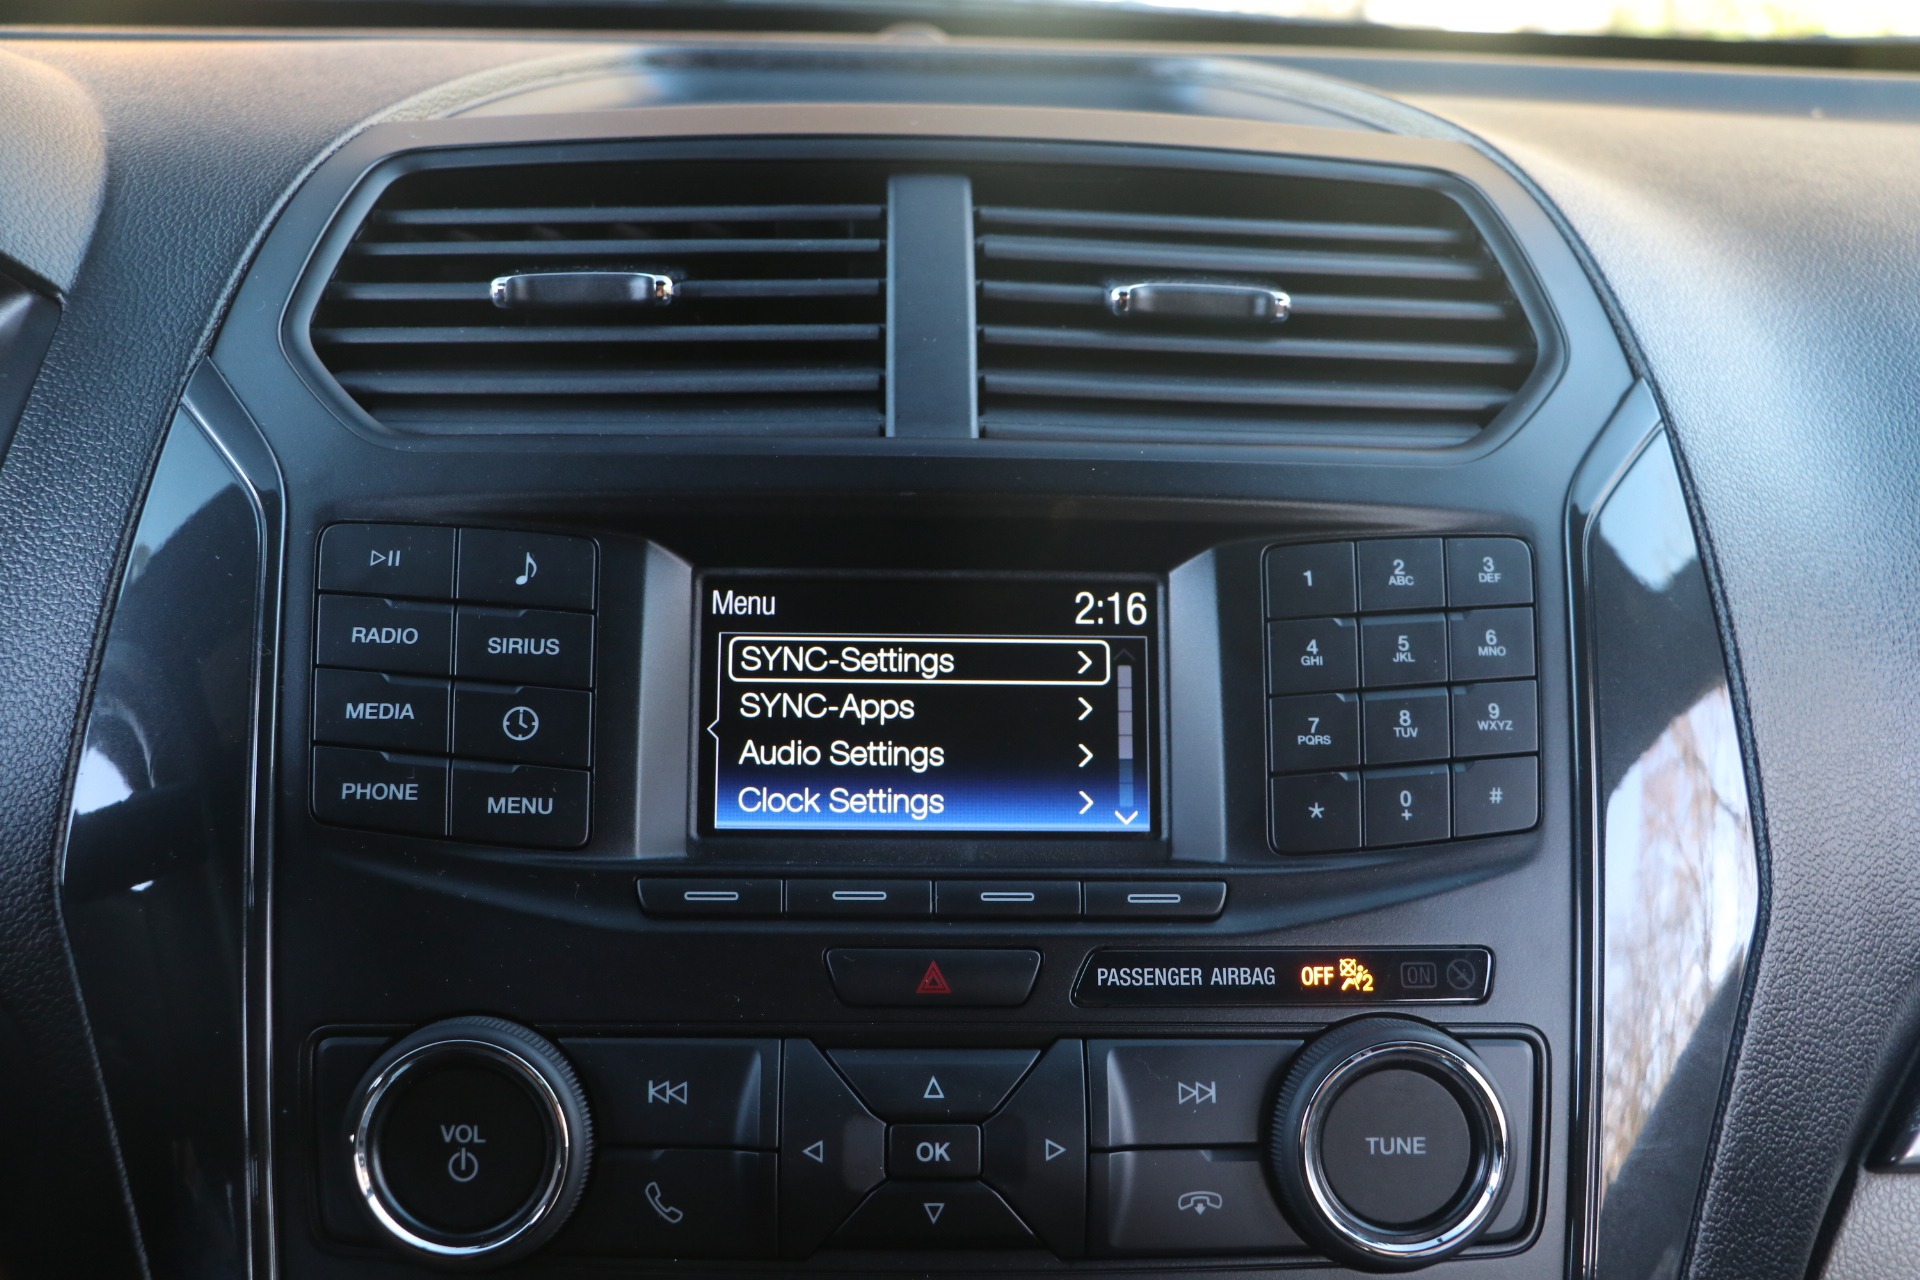 RADIO
SIRIUS
MEDIA
PHONE
MENU
Menu 2:16
SYNC-Settings
SYNC-Apps
Audio Settings
Clock Settings
1 2 ABC 3 DEF
4 GHI 5 JKL 6 MNO
7 PQRS 8 TUV 9 WXYZ
* 0 + #
PASSENGER AIRBAG OFF 2 ON
VOL
OK
TUNE